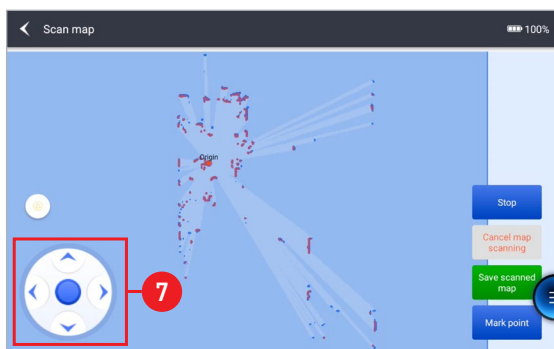 Scan map
100%
Origin
Stop
Cancel map
scanning
Save scanned
map
Mark point
7